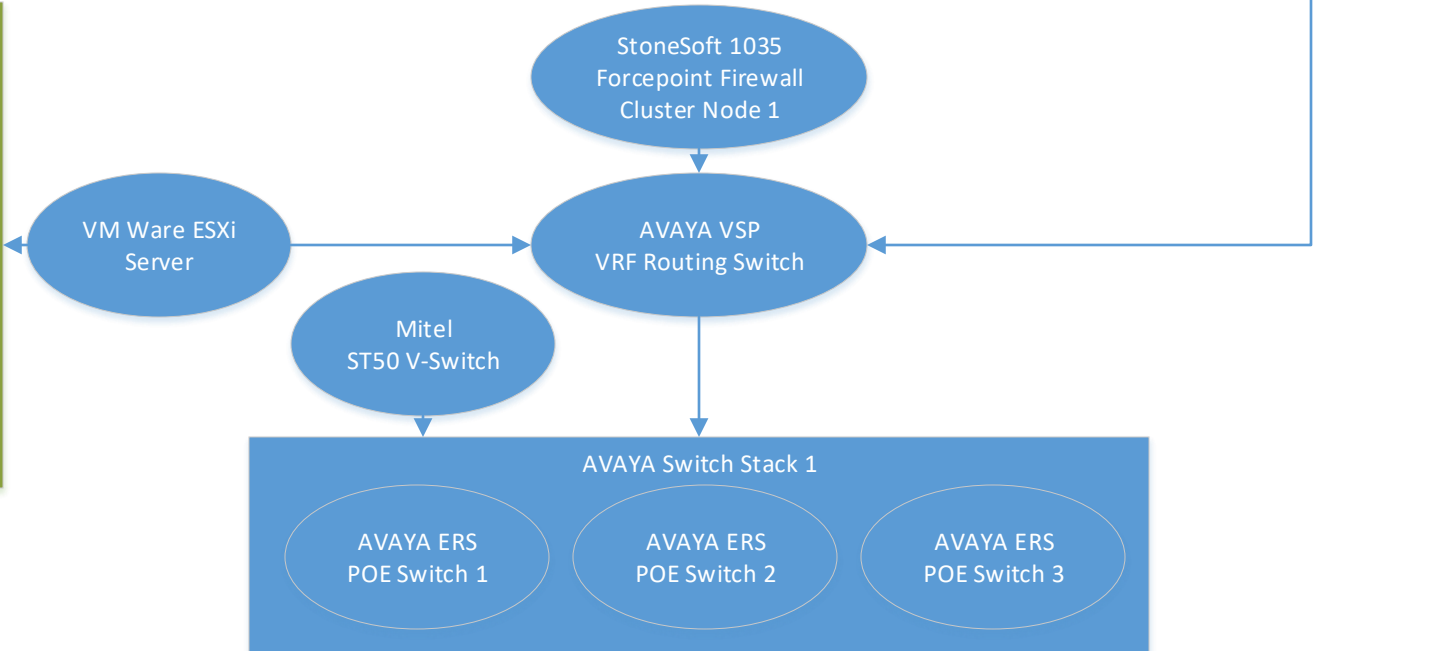 StoneSoft 1035
Forcepoint Firewall
Cluster Node 1
VM Ware ESXi
Server
AVAYA VSP
VRF Routing Switch
Mitel
ST50 V-Switch
AVAYA Switch Stack 1
AVAYA ERS
POE Switch 1
AVAYA ERS
POE Switch 2
AVAYA ERS
POE Switch 3